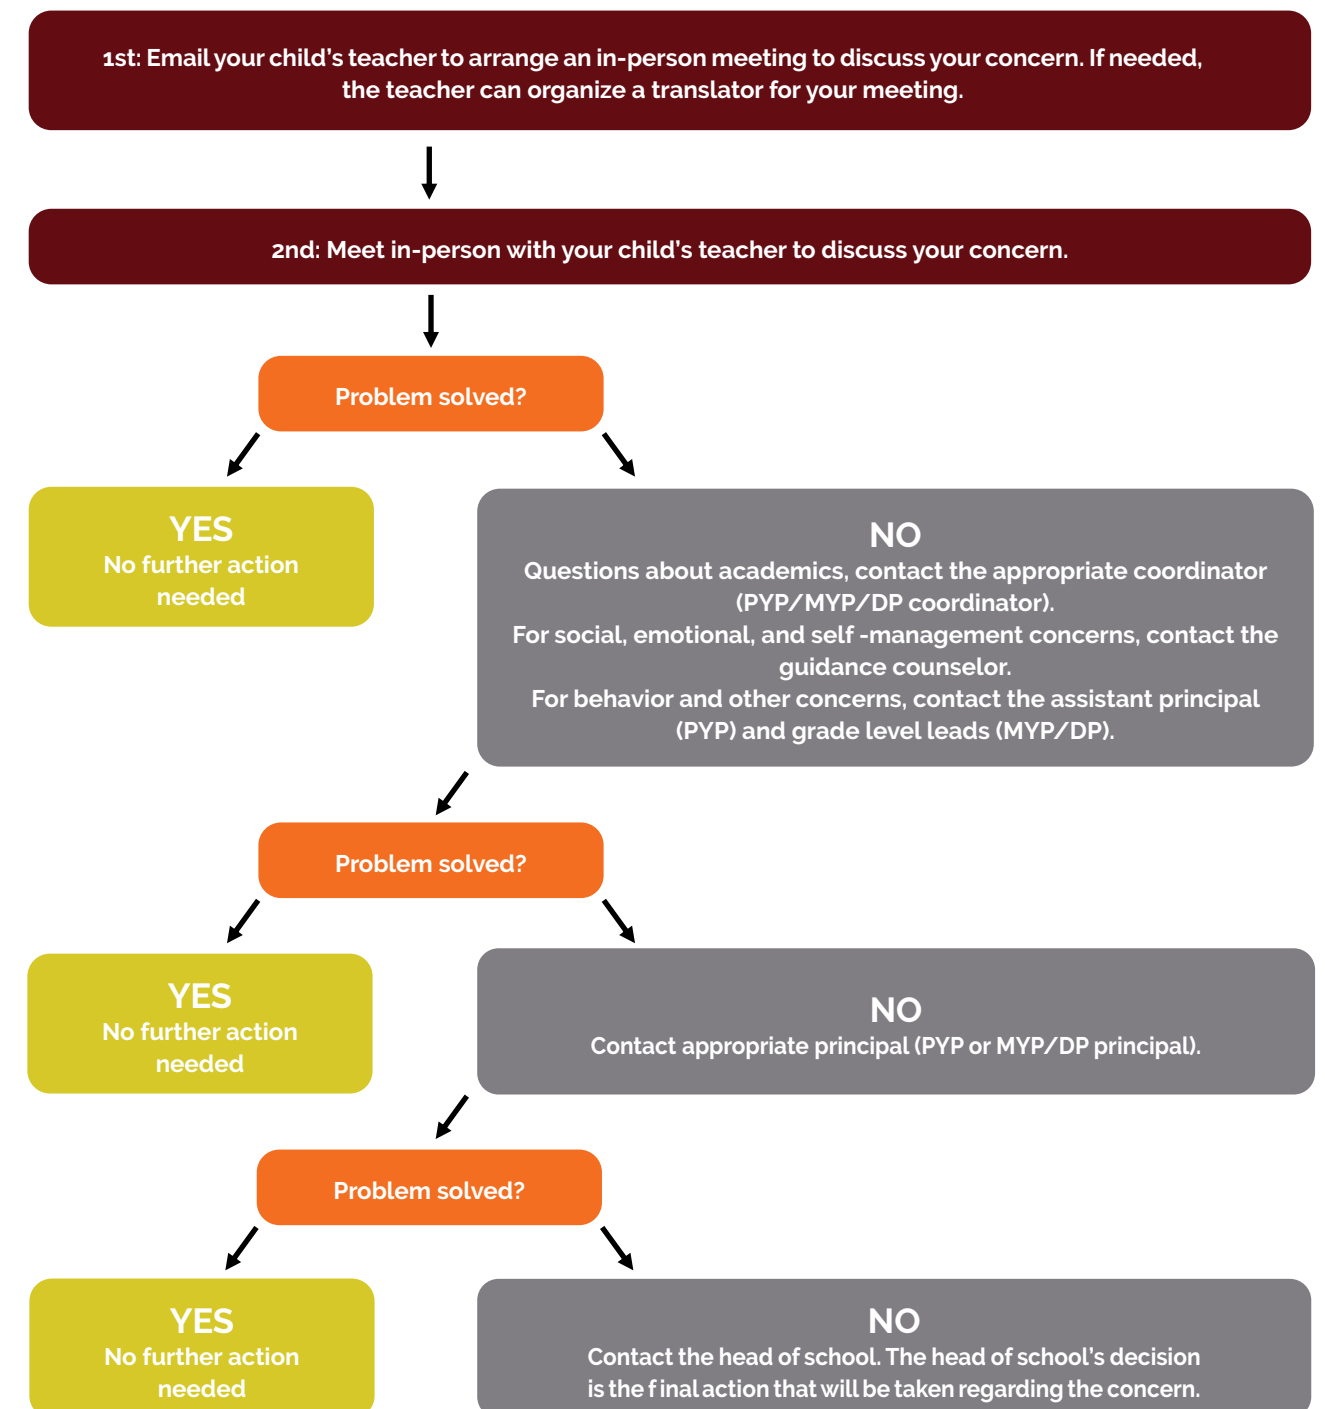 1st: Email your child's teacher to arrange an in-person meeting to discuss your concern. If needed,
the teacher can organize a translator for your meeting.
2nd: Meet in-person with your child's teacher to discuss your concern.
Problem solved?
YES
No further action
needed
NO
Questions about academics, contact the appropriate coordinator
(PYP/MYP/DP coordinator).
For social, emotional, and self -management concerns, contact the
guidance counselor.
For behavior and other concerns, contact the assistant principal
(PYP) and grade level leads (MYP/DP).
Problem solved?
YES
No further action
needed
NO
Contact appropriate principal (PYP or MYP/DP principal).
Problem solved?
YES
No further action
needed
NO
Contact the head of school. The head of school's decision
is the f inal action that will be taken regarding the concern.